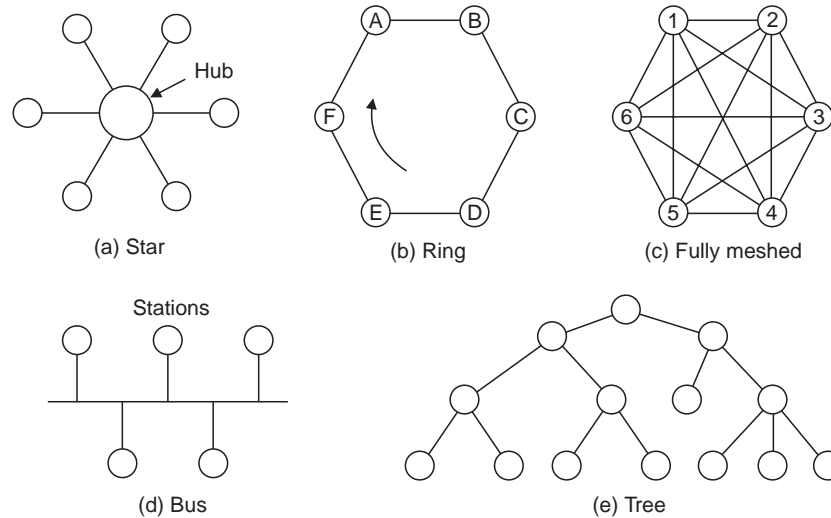 Hub
(a) Star
A
B
C
D
E
F
(b) Ring
1
2
3
4
5
6
(c) Fully meshed
Stations
(d) Bus
(e) Tree